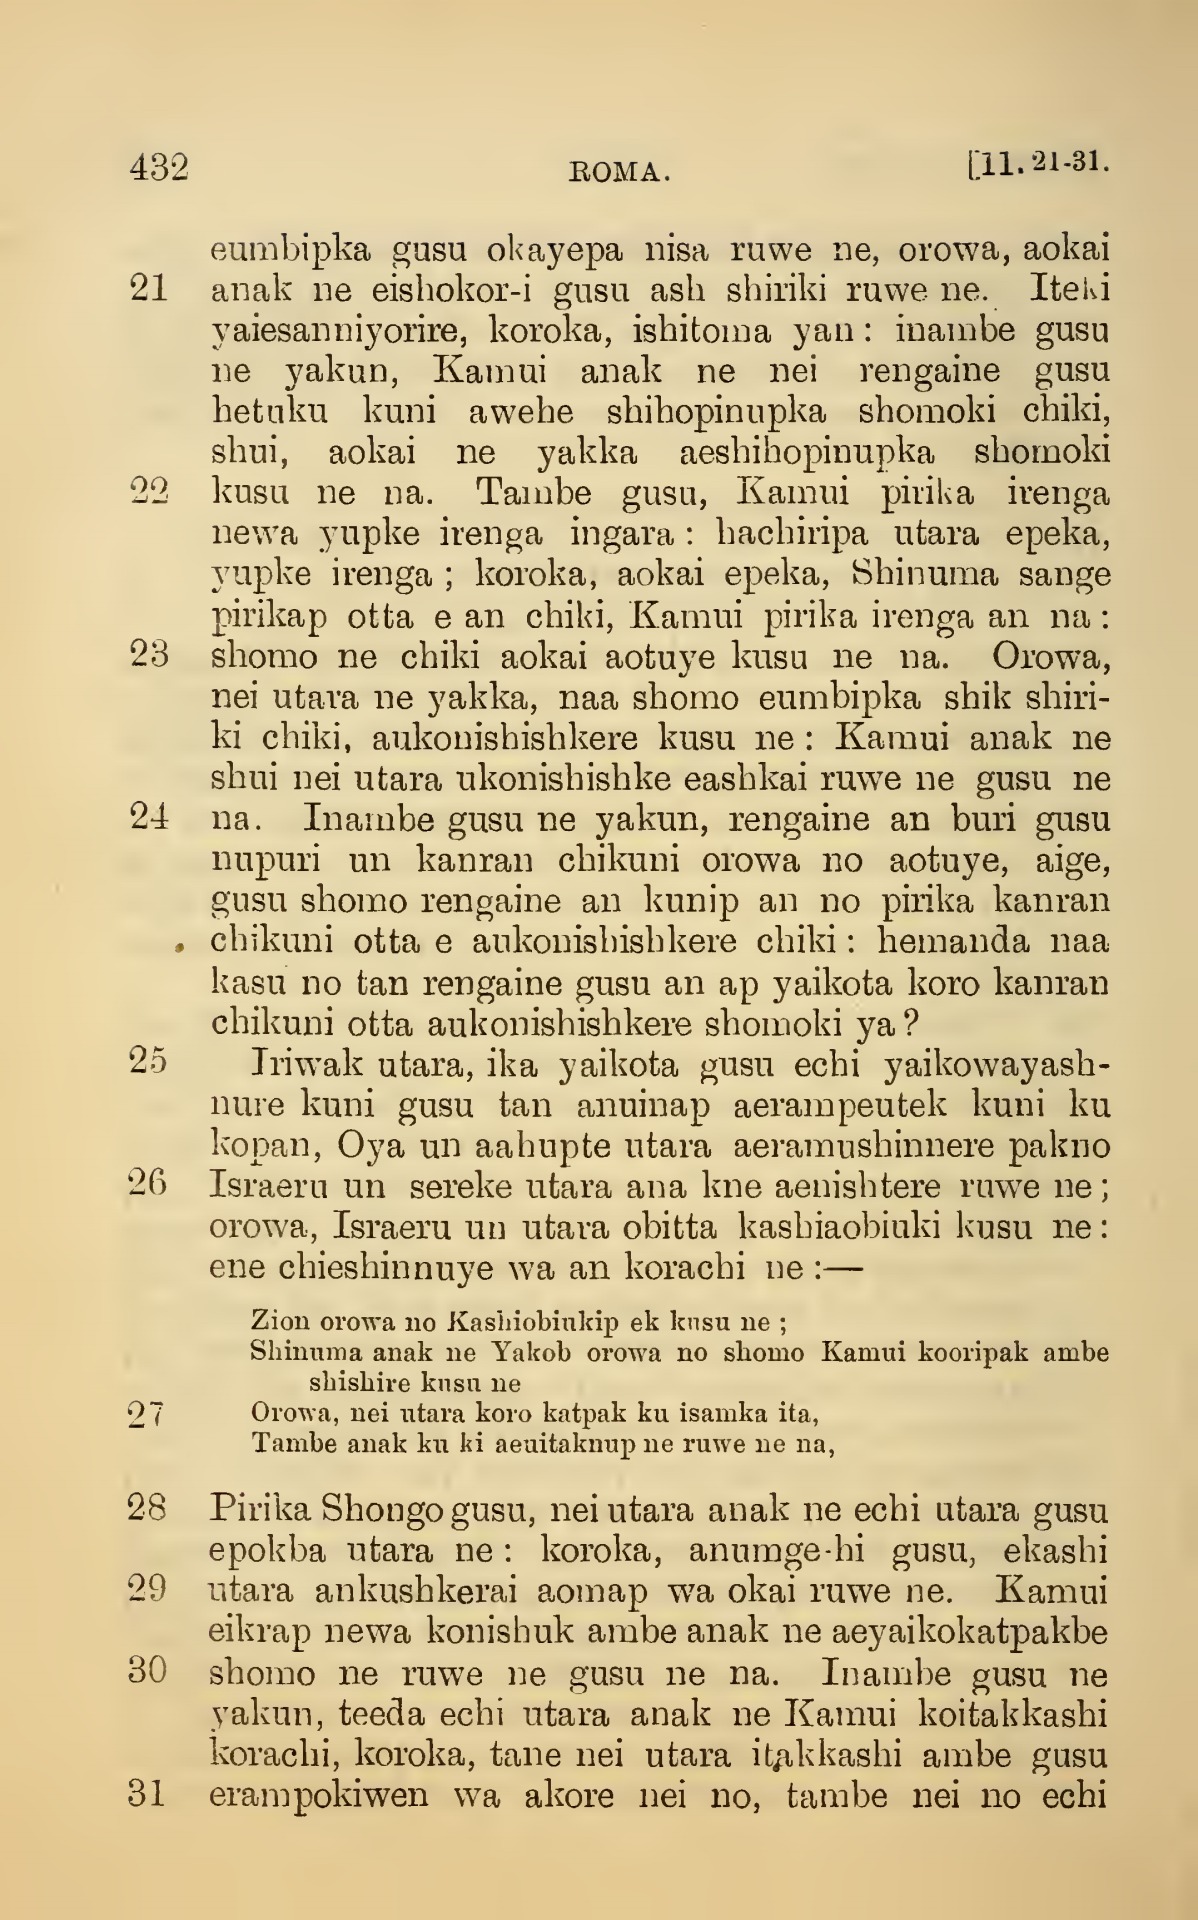 432 ROMA. [11. 21-31.
eumbipka gusu okayepa nisa ruwe ne, orowa, aokai
21 anak ne eishokor-i gusu ash shiriki ruwe ne. Iteki
yaiesanniyorire, koroka, ishitoma yan : inambe gusu
ne yakun, Kamui anak ne nei rengaine gusu
hetuku kuni awehe shihopinupka shomoki chiki,
shui, aokai ne yakka aeshihopinupka shomoki
22 kusu ne na. Tambe gusu, Kamui pirika irenga
newa yupke irenga ingara : hachiripa utara epeka,
yupke irenga ; koroka, aokai epeka, Shinuma sange
pirikap otta e an chiki, Kamui pirika irenga an na :
23 shomo ne chiki aokai aotuye kusu ne na. Orowa,
nei utara ne yakka, naa shomo eumbipka shik shiri-
ki chiki, aukonishishkere kusu ne : Kamui anak ne
shui nei utara ukonishishke eashkai ruwe ne gusu ne
24 na. Inambe gusu ne yakun, rengaine an buri gusu
nupuri un kanran chikuni orowa no aotuye, aige,
gusu shomo rengaine an kunip an no pirika kanran
chikuni otta e aukonishishkere chiki : hemanda naa
kasu no tan rengaine gusu an ap yaikota koro kanran
chikuni otta aukonishishkere shomoki ya ?
25 Iriwak utara, ika yaikota gusu echi yaikowayash-
nure kuni gusu tan anuinap aerampeutek kuni ku
kopan, Oya un aahupte utara aeramushinnere pakno
26 Israeru un sereke utara ana kne aenishtere ruwe ne ;
orowa, Israeru un utara obitta kashiaobiuki kusu ne :
ene chieshinnuye wa an korachi ne :—
Zion orowa no Kashiobiukip ek kusu ne ;
Shinuma anak ne Yakob orowa no shomo Kamui kooripak ambe
shishire kusu ne
27 Orowa, nei utara koro katpak ku isamka ita,
Tambe anak ku ki aeuitaknup ne ruwe ne na,
28 Pirika Shongo gusu, nei utara anak ne echi utara gusu
epokba utara ne : koroka, anumge-hi gusu, ekashi
29 utara ankushkerai aomap wa okai ruwe ne. Kamui
eikrap newa konishuk ambe anak ne aeyaikokatpakbe
30 shomo ne ruwe ne gusu ne na. Inambe gusu ne
yakun, teeda echi utara anak ne Kamui koitakkashi
korachi, koroka, tane nei utara itakkashi ambe gusu
31 erampokiwen wa akore nei no, tambe nei no echi